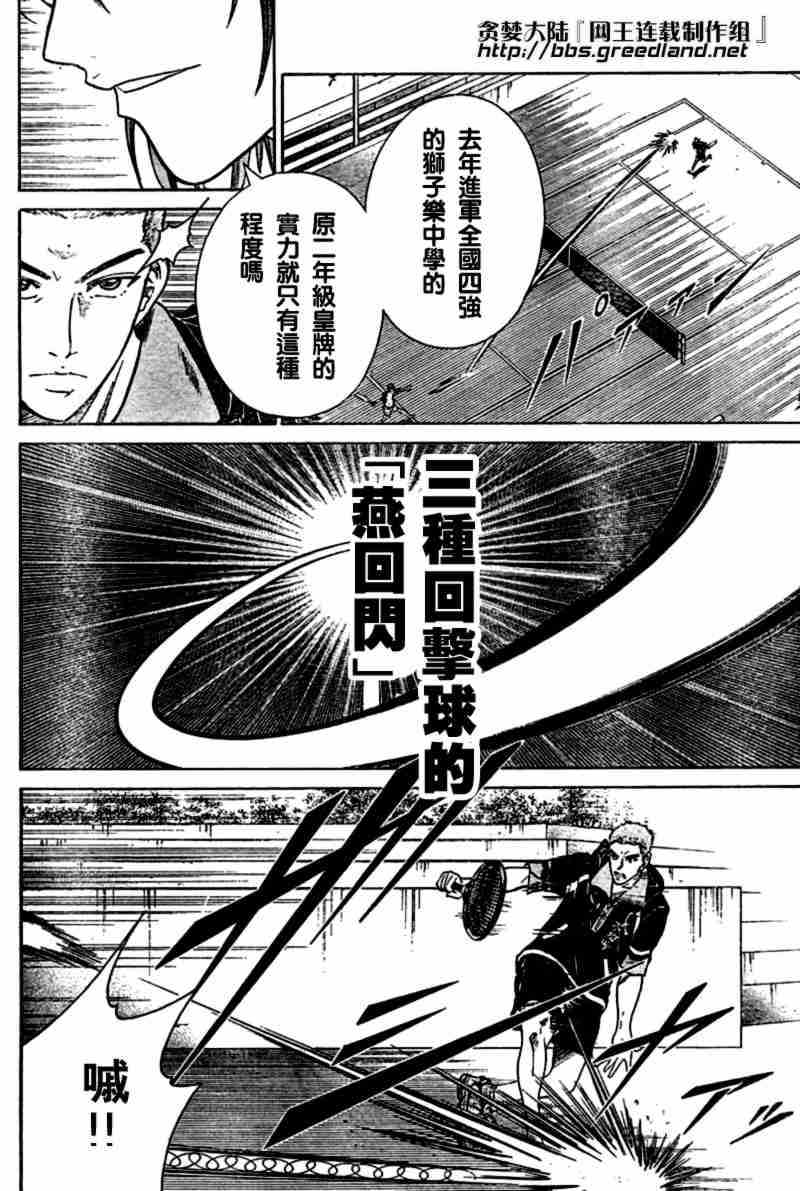 贪婪大陆『网王连载制作组』
http://bbs.greedland.net
去年進軍全國四強
的獅子樂中學的
原二年級皇牌的
實力就只有這種
程度嗎
三種回擊球的
「燕回閃」
嘁!!